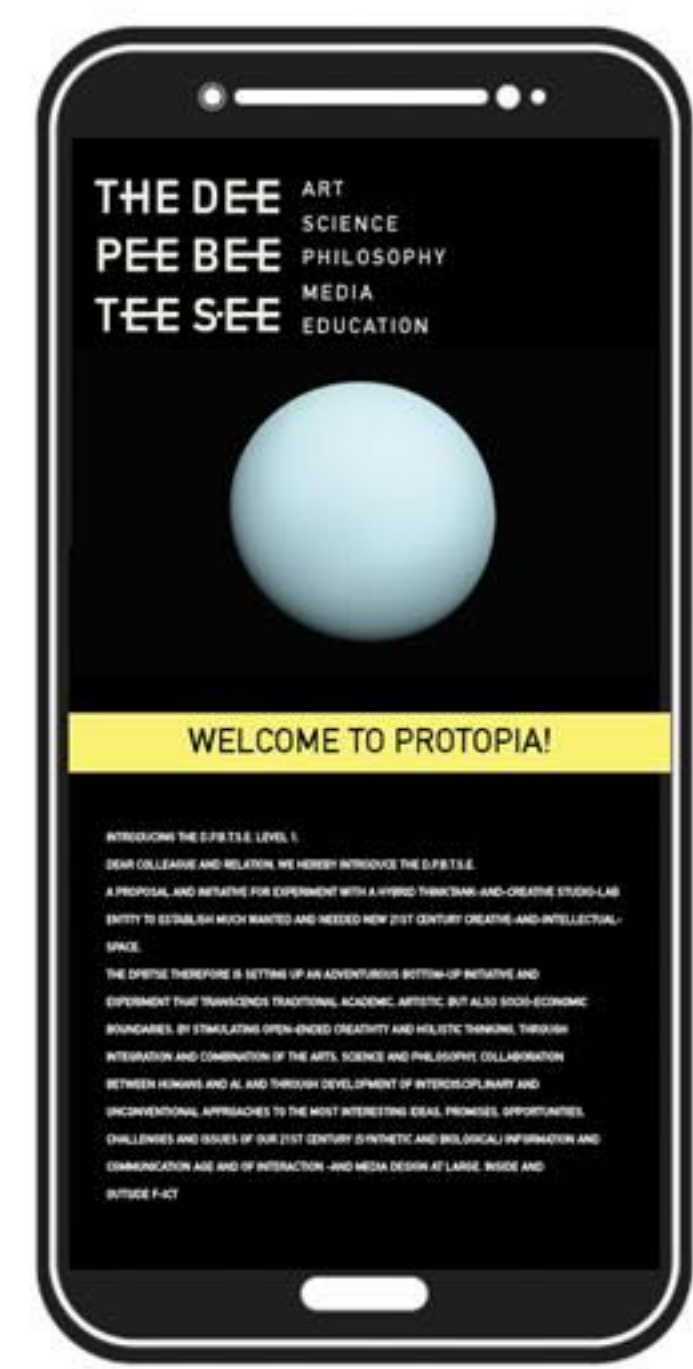 THE DEE
PEE BEE
TEE SEE
ART
SCIENCE
PHILOSOPHY
MEDIA
EDUCATION
WELCOME TO PROTOPIA!
INTRODUCING THE D.P.B.T.S.E. LEVEL 1.
DEAR COLLEAGUE AND RELATION, WE HEREBY INTRODUCE THE D.P.B.T.S.E.
A PROPOSAL AND INITIATIVE FOR EXPERIMENT WITH A HYBRID THINKTANK-AND-CREATIVE STUDIO-LAB
ENTITY TO ESTABLISH MUCH WANTED AND NEEDED NEW 21ST CENTURY CREATIVE-AND-INTELLECTUAL-
SPACE.
THE DPBTSE THEREFORE IS SETTING UP AN ADVENTUROUS BOTTOM-UP INITIATIVE AND
EXPERIMENT THAT TRANSCENDS TRADITIONAL ACADEMIC, ARTISTIC, BUT ALSO SOCIO-ECONOMIC
BOUNDARIES. BY STIMULATING OPEN-ENDED CREATIVITY AND HOLISTIC THINKING, THROUGH
INTEGRATION AND COMBINATION OF THE ARTS, SCIENCE AND PHILOSOPHY, COLLABORATION
BETWEEN HUMANS AND AI, AND THROUGH DEVELOPMENT OF INTERDISCIPLINARY AND
UNCONVENTIONAL APPROACHES TO THE MOST INTERESTING IDEAS, PROMISES, OPPORTUNITIES,
CHALLENGES AND ISSUES OF OUR 21ST CENTURY (SYNTHETIC AND BIOLOGICAL) INFORMATION AND
COMMUNICATION AGE AND OF INTERACTION -AND MEDIA DESIGN AT LARGE. INSIDE AND
OUTSIDE F-ICT